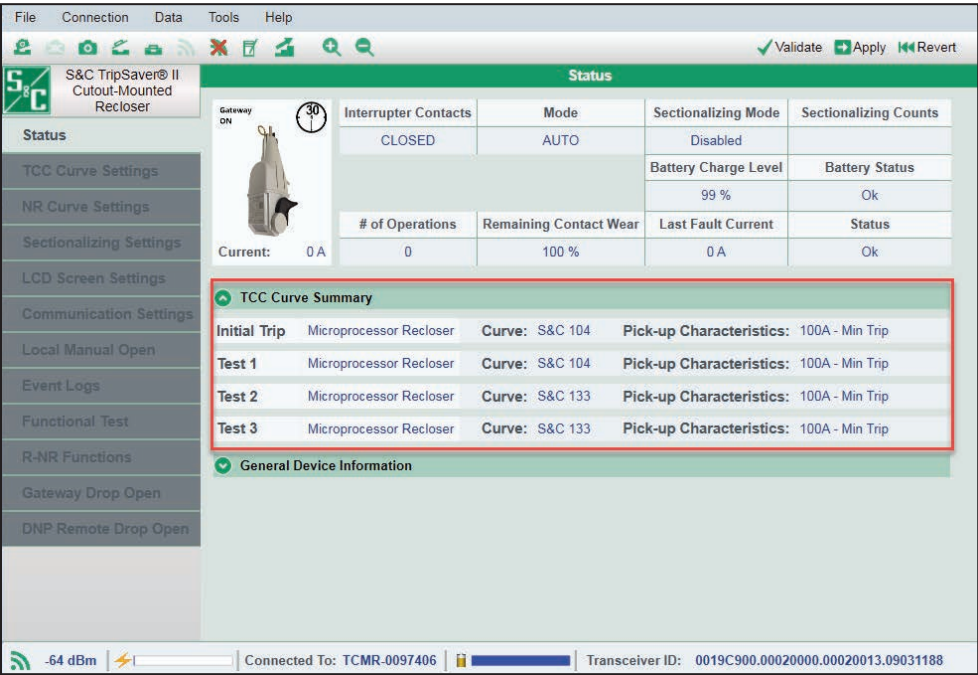 File Connection Data Tools Help
Validate Apply Revert
S&C
S&C TripSaver® II
Cutout-Mounted
Recloser
Status
TCC Curve Settings
NR Curve Settings
Sectionalizing Settings
LCD Screen Settings
Communication Settings
Local Manual Open
Event Logs
Functional Test
R-NR Functions
Gateway Drop Open
DNP Remote Drop Open
Status
Gateway
ON
30
Current: 0 A
Interrupter Contacts Mode Sectionalizing Mode Sectionalizing Counts
CLOSED AUTO Disabled
Battery Charge Level Battery Status
99 % Ok
# of Operations Remaining Contact Wear Last Fault Current Status
0 100 % 0 A Ok
TCC Curve Summary
Initial Trip Microprocessor Recloser Curve: S&C 104 Pick-up Characteristics: 100A - Min Trip
Test 1 Microprocessor Recloser Curve: S&C 104 Pick-up Characteristics: 100A - Min Trip
Test 2 Microprocessor Recloser Curve: S&C 133 Pick-up Characteristics: 100A - Min Trip
Test 3 Microprocessor Recloser Curve: S&C 133 Pick-up Characteristics: 100A - Min Trip
General Device Information
-64 dBm Connected To: TCMR-0097406 Transceiver ID: 0019C900.00020000.00020013.09031188